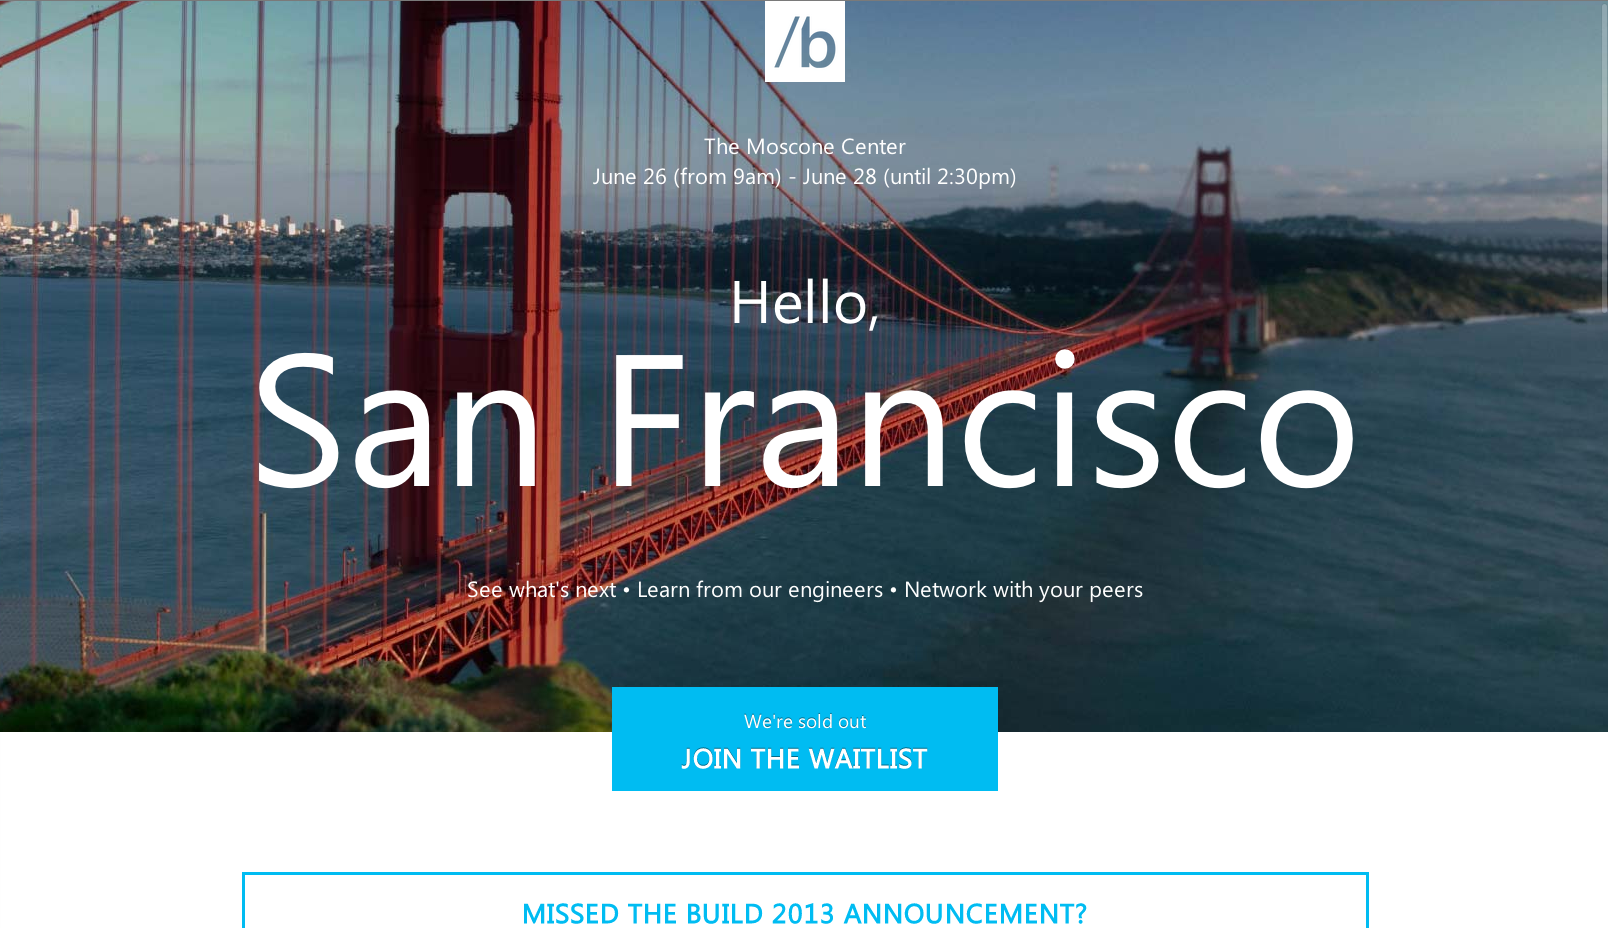 /b
The Moscone Center
June 26 (from 9am) - June 28 (until 2:30pm)
Hello,
San Francisco
See what's next • Learn from our engineers • Network with your peers
We're sold out
JOIN THE WAITLIST
MISSED THE BUILD 2013 ANNOUNCEMENT?